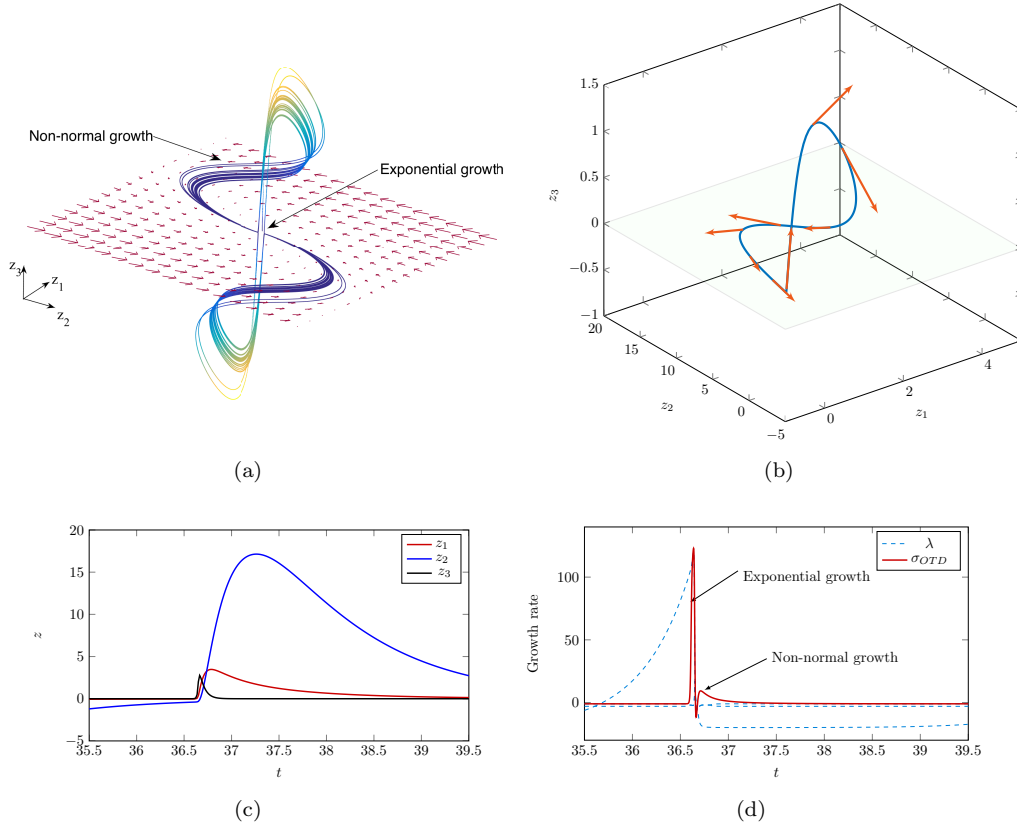 Non-normal growth
Exponential growth
z3
z1
z2
(a)
1.5
1
0.5
0
−0.5
−1
z3
20
15
10
5
0
−5
z2
0
2
4
z1
(b)
20
15
10
5
0
−5
z
z1
z2
z3
35.5 36 36.5 37 37.5 38 38.5 39 39.5
t
(c)
100
50
0
Growth rate
λ
σOTD
Exponential growth
Non-normal growth
35.5 36 36.5 37 37.5 38 38.5 39 39.5
t
(d)